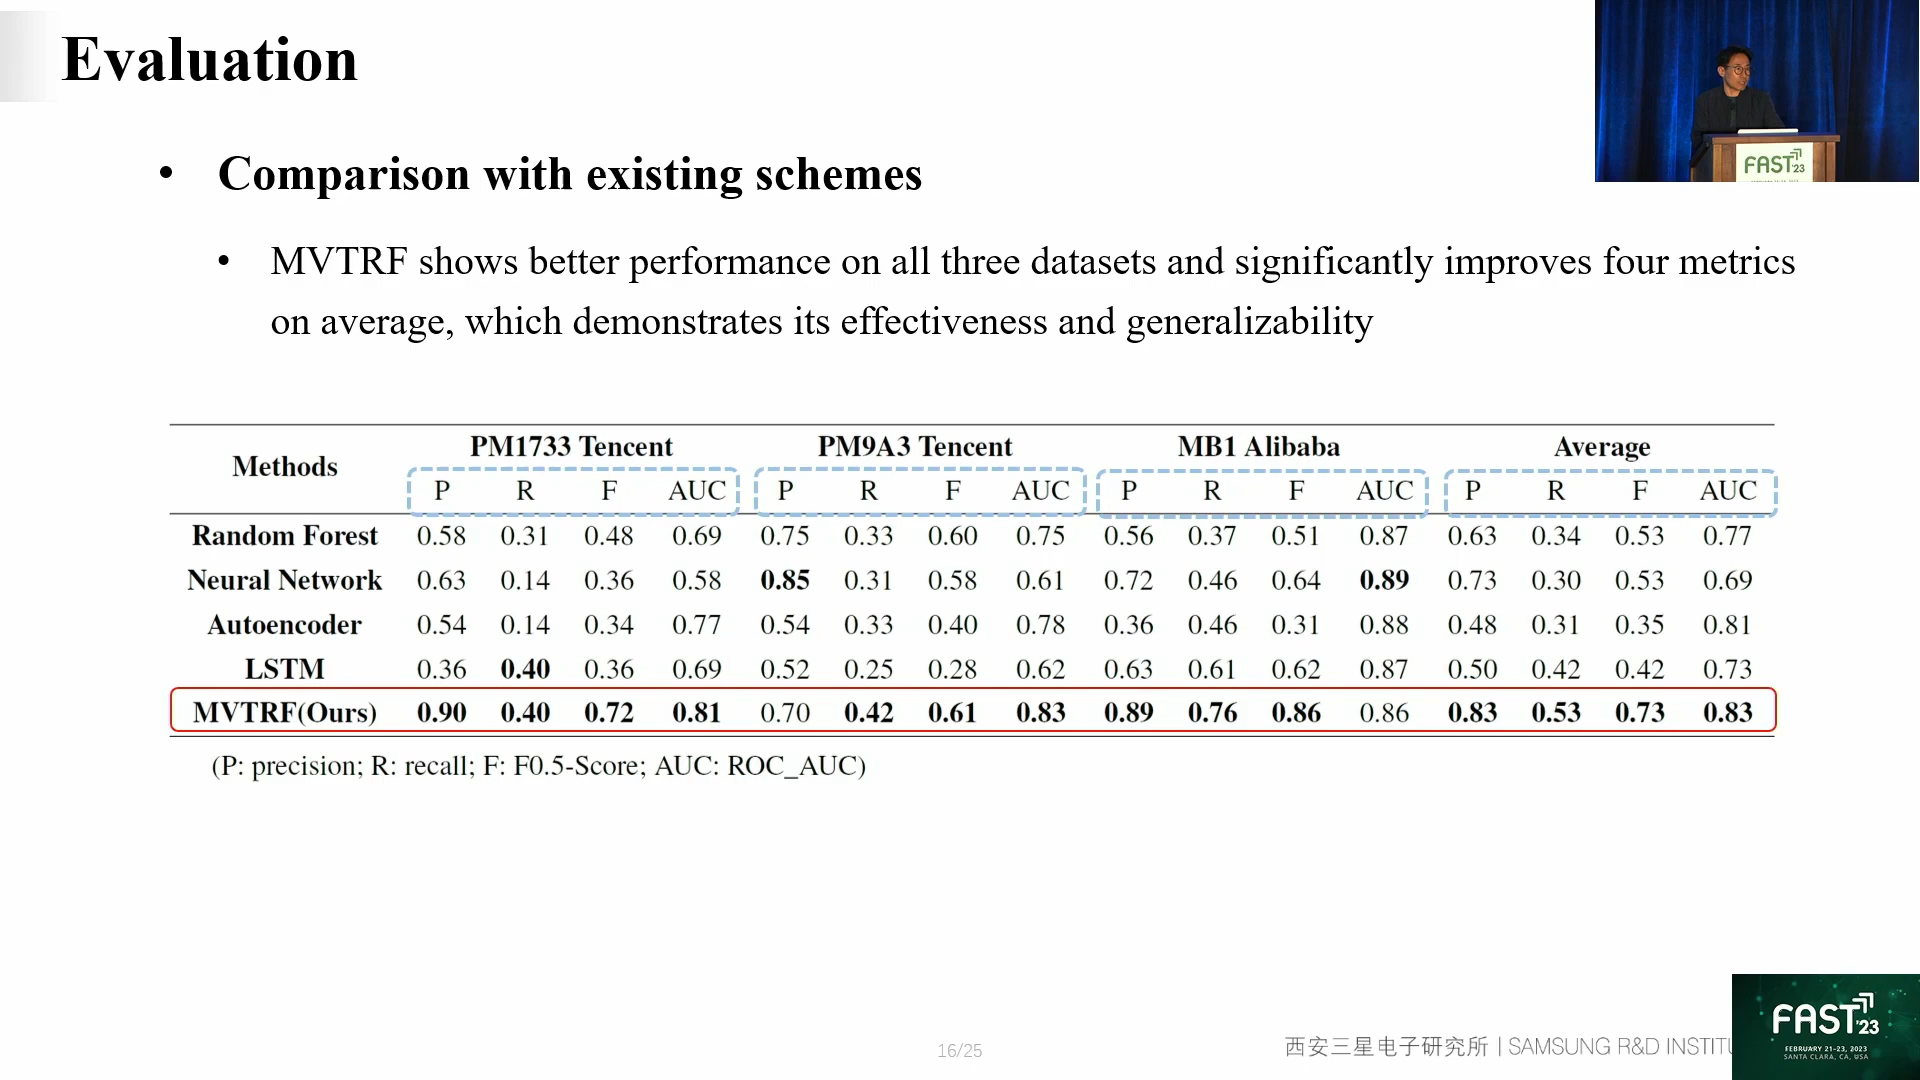 Evaluation
• Comparison with existing schemes
• MVTRF shows better performance on all three datasets and significantly improves four metrics
on average, which demonstrates its effectiveness and generalizability
Methods PM1733 Tencent PM9A3 Tencent MB1 Alibaba Average
P R F AUC P R F AUC P R F AUC P R F AUC
Random Forest 0.58 0.31 0.48 0.69 0.75 0.33 0.60 0.75 0.56 0.37 0.51 0.87 0.63 0.34 0.53 0.77
Neural Network 0.63 0.14 0.36 0.58 0.85 0.31 0.58 0.61 0.72 0.46 0.64 0.89 0.73 0.30 0.53 0.69
Autoencoder 0.54 0.14 0.34 0.77 0.54 0.33 0.40 0.78 0.36 0.46 0.31 0.88 0.48 0.31 0.35 0.81
LSTM 0.36 0.40 0.36 0.69 0.52 0.25 0.28 0.62 0.63 0.61 0.62 0.87 0.50 0.42 0.42 0.73
MVTRF(Ours) 0.90 0.40 0.72 0.81 0.70 0.42 0.61 0.83 0.89 0.76 0.86 0.86 0.83 0.53 0.73 0.83
(P: precision; R: recall; F: F0.5-Score; AUC: ROC_AUC)
16/25
西安三星电子研究所 | SAMSUNG R&D INSTITU
FAST '23
FAST '23
FEBRUARY 21-23, 2023
SANTA CLARA, CA, USA